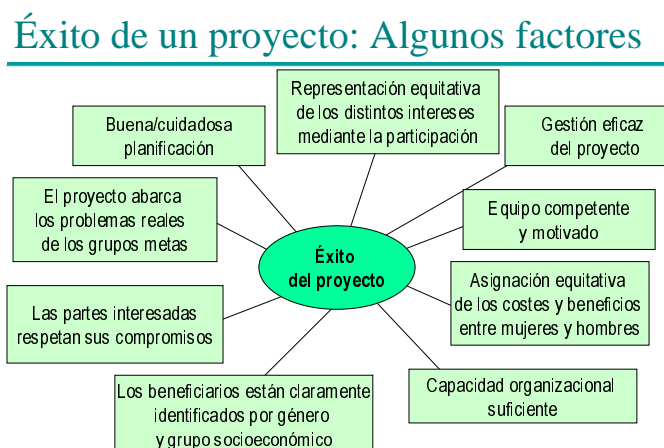 Éxito de un proyecto: Algunos factores
Representación equitativa
de los distintos intereses
mediante la participación
Buena/cuidadosa
planificación
Gestión eficaz
del proyecto
El proyecto abarca
los problemas reales
de los grupos metas
Equipo competente
y motivado
Éxito
del proyecto
Asignación equitativa
de los costes y beneficios
entre mujeres y hombres
Las partes interesadas
respetan sus compromisos
Los beneficiarios están claramente
identificados por género
y grupo socioeconómico
Capacidad organizacional
suficiente